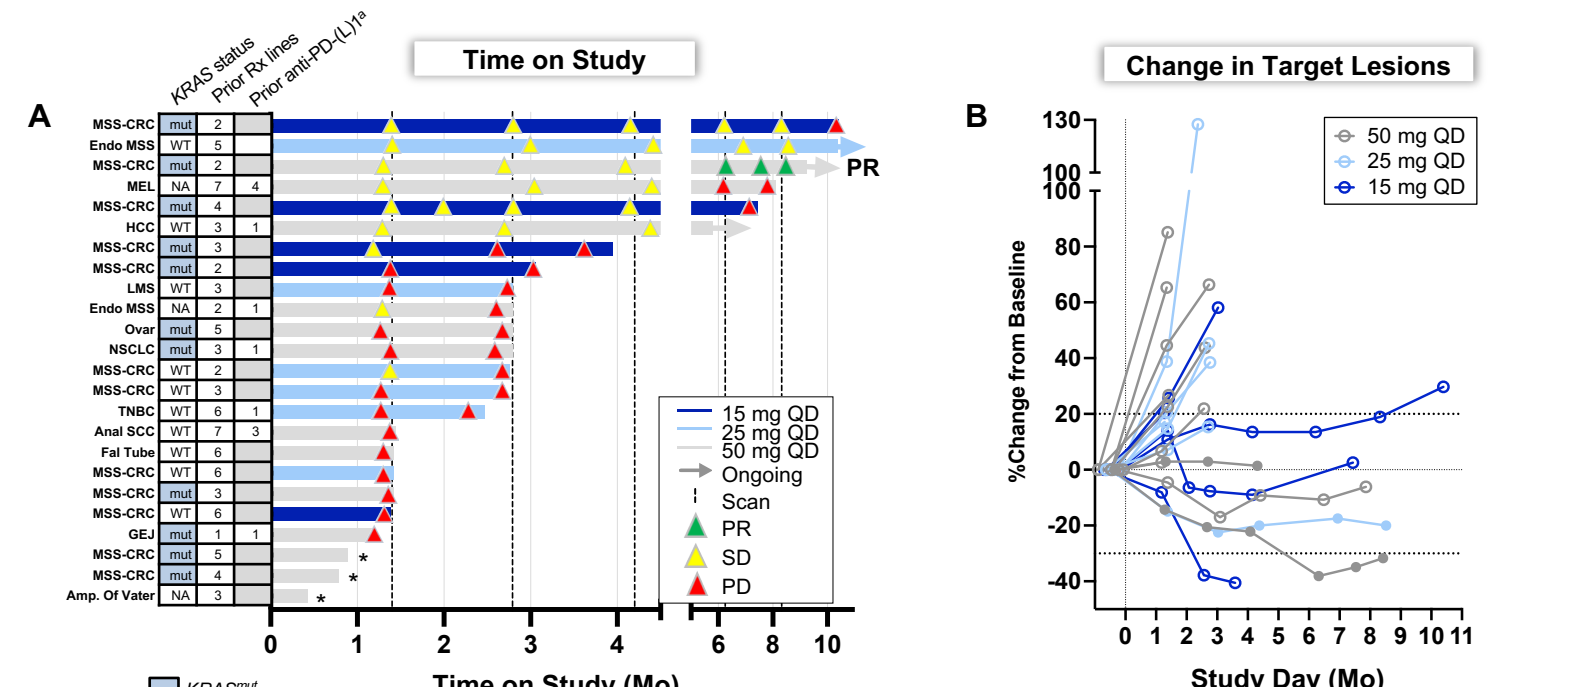 KRAS status
Prior Rx lines
Prior anti-PD-(L)1a
Time on Study
A
MSS-CRC mut 2
Endo MSS WT 5
MSS-CRC mut 2 PR
MEL NA 7 4
MSS-CRC mut 4
HCC WT 3 1
MSS-CRC mut 3
MSS-CRC mut 2
LMS WT 3
Endo MSS NA 2 1
Ovar mut 5
NSCLC mut 3 1
MSS-CRC WT 2
MSS-CRC WT 3
TNBC WT 6 1
Anal SCC WT 7 3
Fal Tube WT 6
MSS-CRC WT 6
MSS-CRC mut 3
MSS-CRC WT 6
GEJ mut 1 1
MSS-CRC mut 5 *
MSS-CRC mut 4 *
Amp. Of Vater NA 3 *
15 mg QD
25 mg QD
50 mg QD
Ongoing
Scan
PR
SD
PD
0 1 2 3 4 6 8 10
Time on Study (Mo)
KRASmut
Change in Target Lesions
B
50 mg QD
25 mg QD
15 mg QD
%Change from Baseline
130
100
100
80
60
40
20
0
-20
-40
0 1 2 3 4 5 6 7 8 9 10 11
Study Day (Mo)